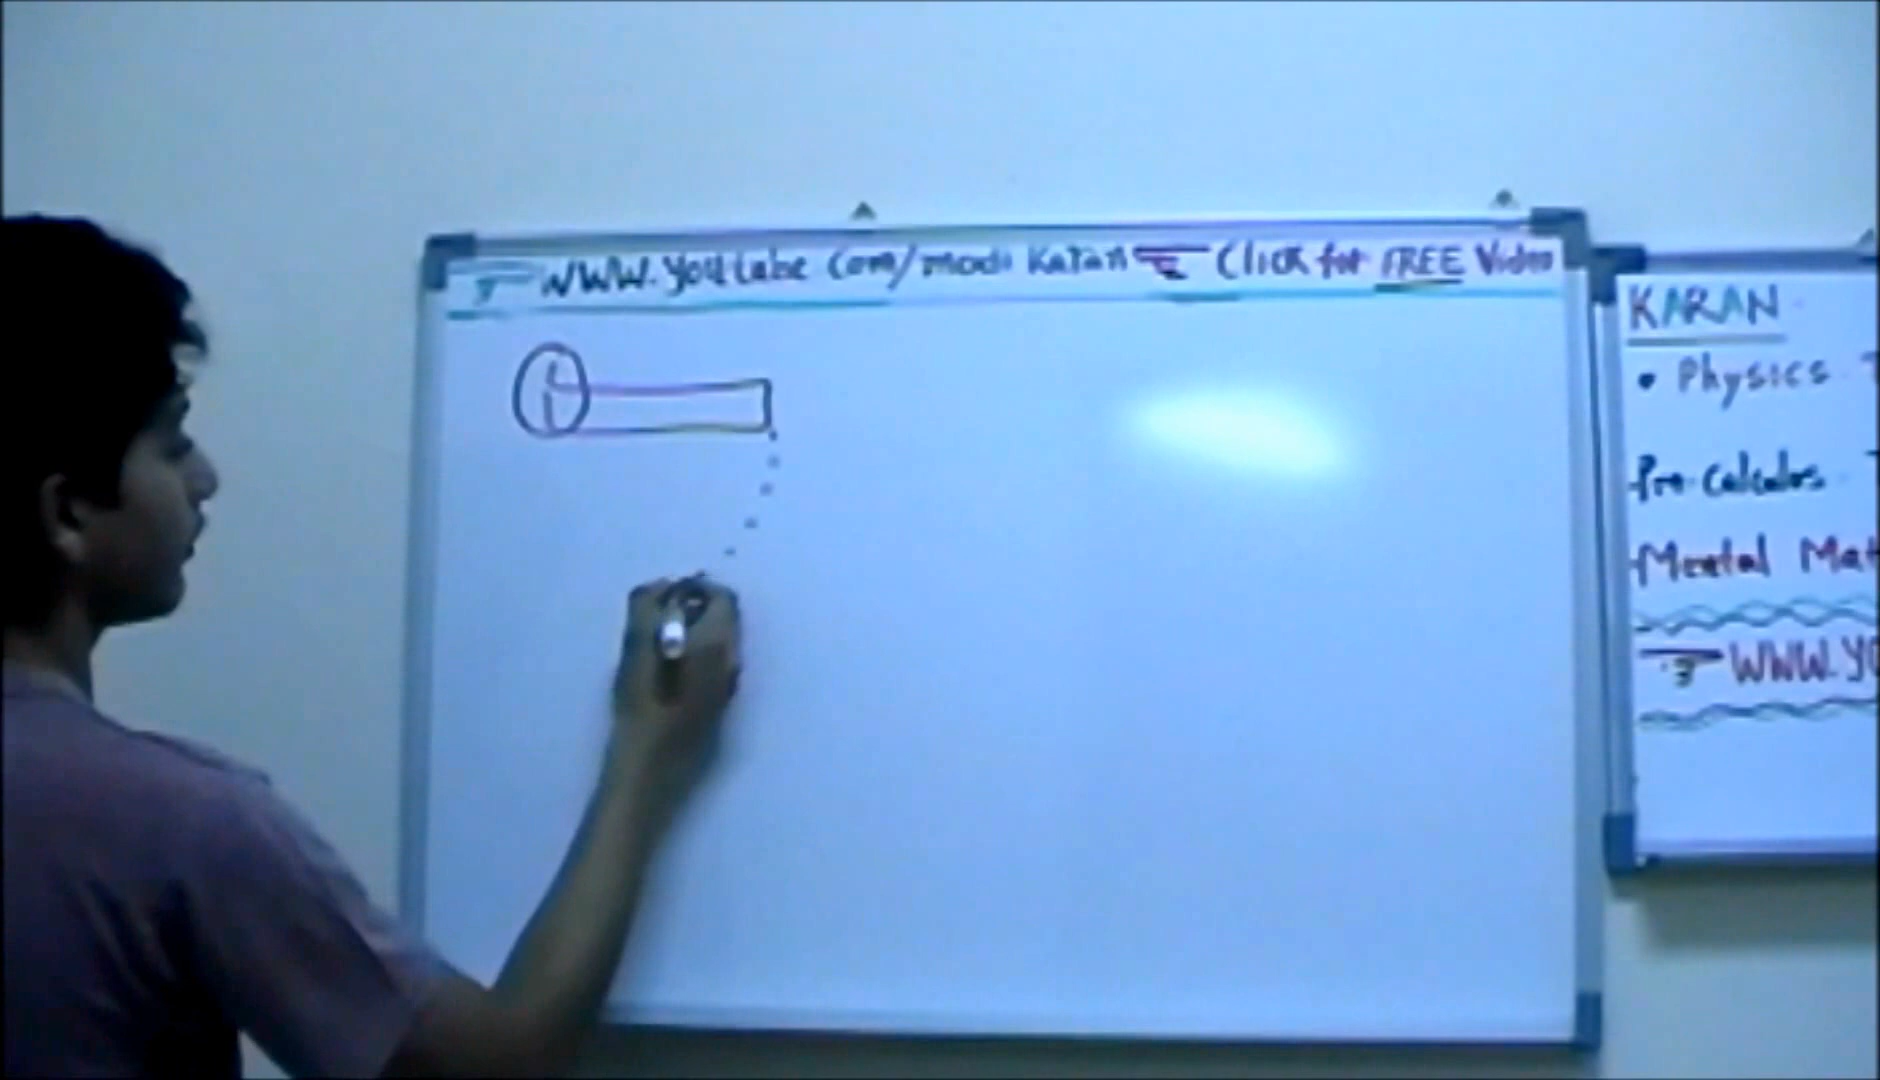 WWW.youtube Com/modi Karan Click for FREE Video
KARAN
• Physics
Pre-Calculus
Mental Mat
WWW.YO